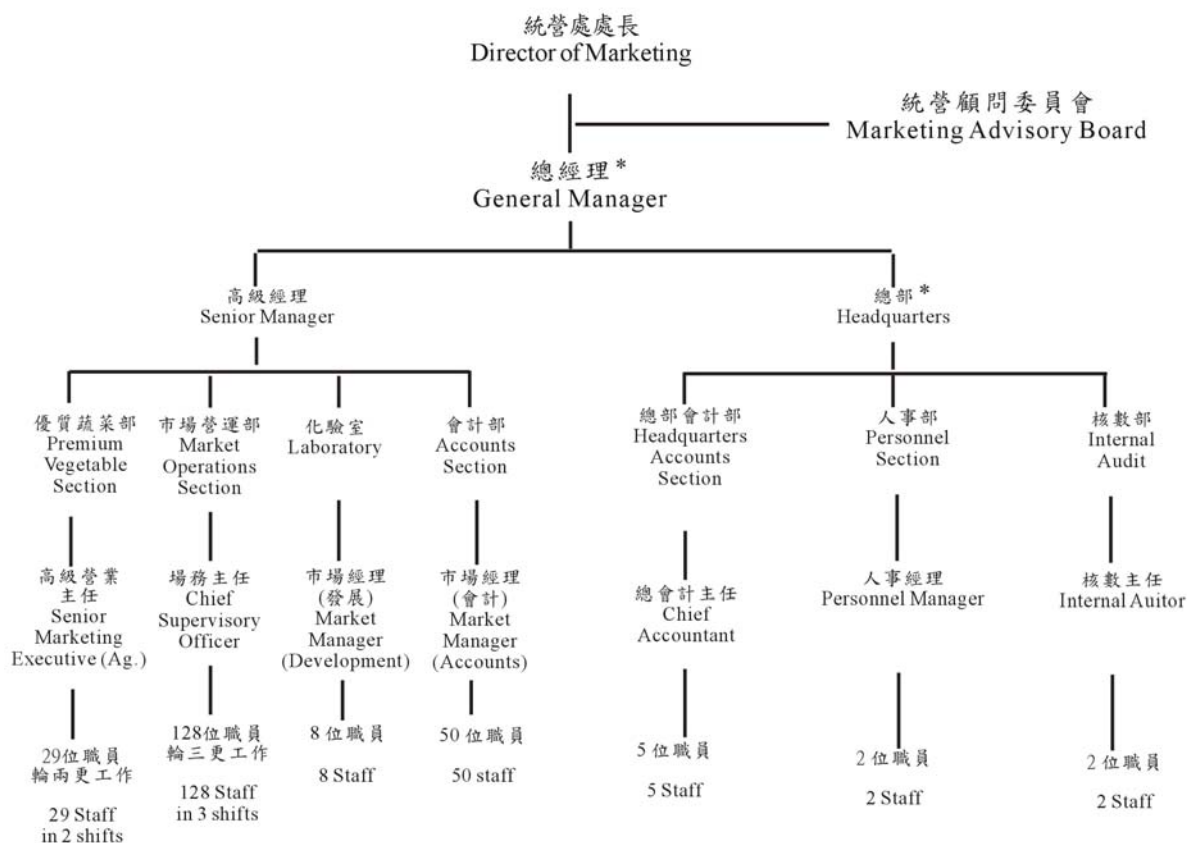 統營處處長
Director of Marketing
統營顧問委員會
Marketing Advisory Board
總經理*
General Manager
高級經理
Senior Manager
總部*
Headquarters
優質蔬菜部
Premium
Vegetable
Section
市場營運部
Market
Operations
Section
化驗室
Laboratory
會計部
Accounts
Section
總部會計部
Headquarters
Accounts
Section
人事部
Personnel
Section
核數部
Internal
Audit
高級營業
主任
Senior
Marketing
Executive (Ag.)
場務主任
Chief
Supervisory
Officer
市場經理
(發展)
Market
Manager
(Development)
市場經理
(會計)
Market
Manager
(Accounts)
總會計主任
Chief
Accountant
人事經理
Personnel Manager
核數主任
Internal Auitor
29位職員
輪兩更工作
29 Staff
in 2 shifts
128位職員
輪三更工作
128 Staff
in 3 shifts
8 位職員
8 Staff
50 位職員
50 staff
5 位職員
5 Staff
2 位職員
2 Staff
2 位職員
2 Staff